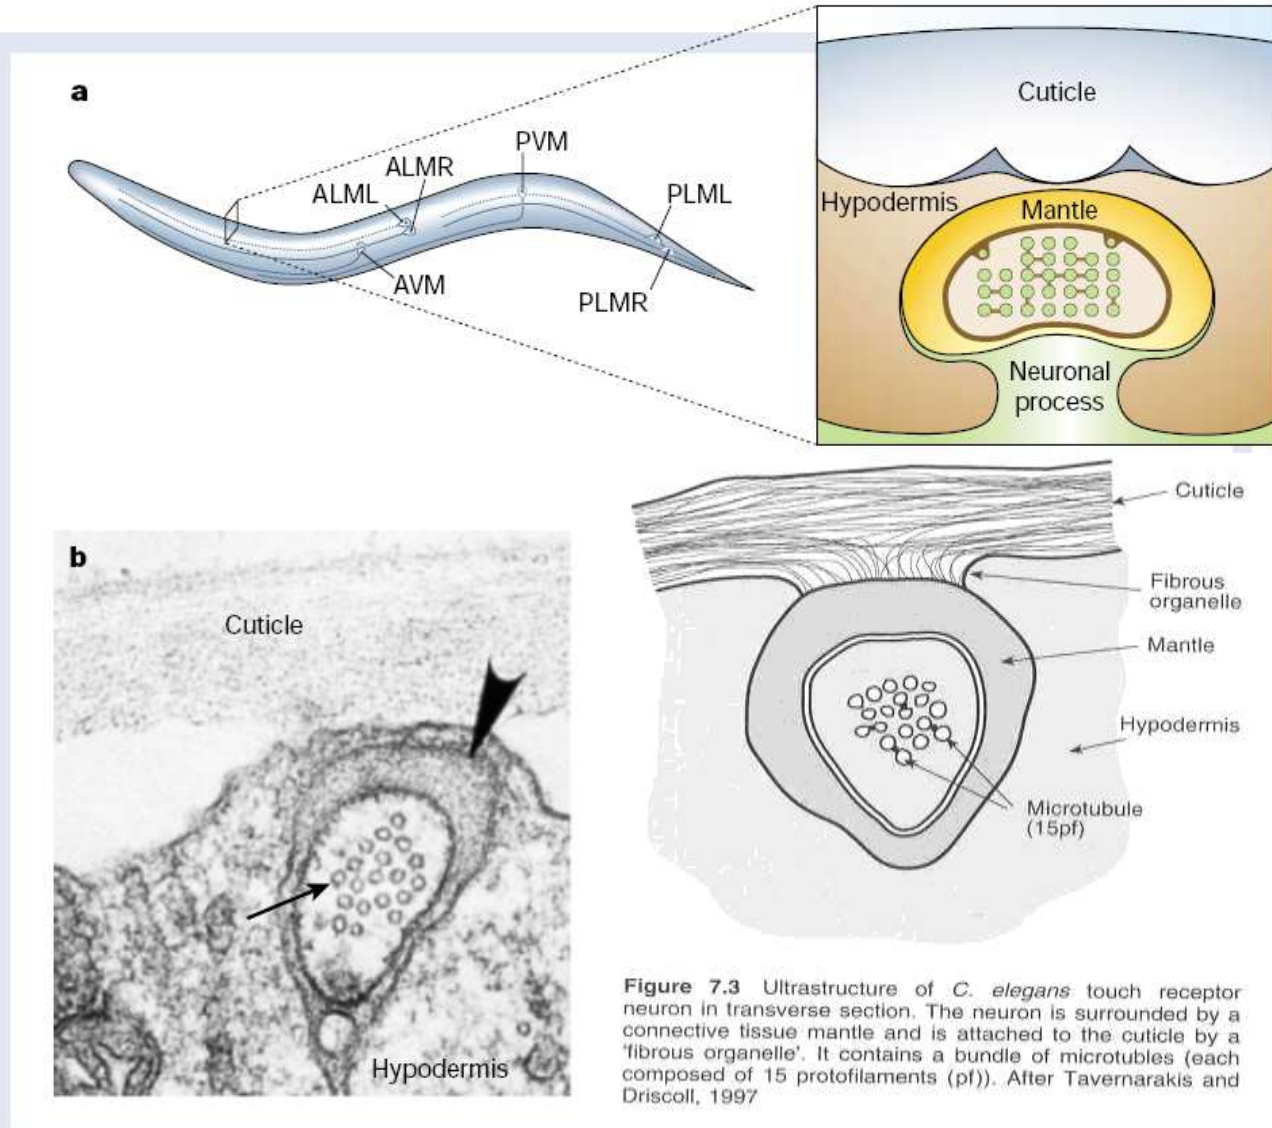 a
PVM
ALMR
ALML
PLML
AVM
PLMR
Cuticle
Hypodermis
Mantle
Neuronal
process
b
Cuticle
Hypodermis
Cuticle
Fibrous
organelle
Mantle
Hypodermis
Microtubule
(15pf)
Figure 7.3 Ultrastructure of C. elegans touch receptor
neuron in transverse section. The neuron is surrounded by a
connective tissue mantle and is attached to the cuticle by a
'fibrous organelle'. It contains a bundle of microtubles (each
composed of 15 protofilaments (pf)). After Tavernarakis and
Driscoll, 1997